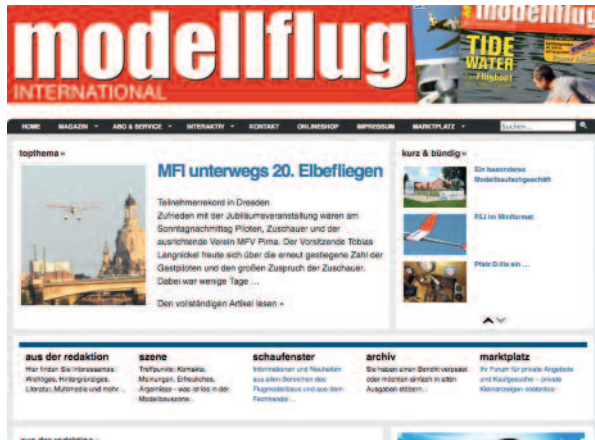 modellflug
INTERNATIONAL
modellflug
TIDE
WATER
Flugboot
HOME MAGAZIN ABO & SERVICE INTERAKTIV KONTAKT ONLINESHOP IMPRESSUM MARKTPLATZ Suchen...
topthema »
MFI unterwegs 20. Elbefliegen
Teilnehmerrekord in Dresden
Zufrieden mit der Jubiläumsveranstaltung waren am
Sonntagnachmittag Piloten, Zuschauer und der
ausrichtende Verein MFV Pirna. Der Vorsitzende Tobias
Langnickel freute sich über die erneut gestiegene Zahl der
Gastpiloten und den großen Zuspruch der Zuschauer.
Dabei war wenige Tage ...
Den vollständigen Artikel lesen »
kurz & bündig »
Ein besonderes
Modellbaufachgeschäft
F5J im Miniformat
Pfalz D.IIIa ein ...
aus der redaktion
Hier finden Sie Interessantes,
Wichtiges, Hintergründiges,
Literatur, Multimedia und mehr...
szene
Treffpunkte, Kontakte,
Meinungen, Erfreuliches,
Ärgernisse - was ist los in der
Modellbauszene...
schaufenster
Informationen und Neuheiten
aus allen Bereichen des
Flugmodellbaus und aus dem
Fachhandel ...
archiv
Sie haben einen Bericht verpasst
oder möchten einfach in alten
Ausgaben stöbern...
marktplatz
Ihr Forum für private Angebote
und Kaufgesuche – private
Kleinanzeigen kostenlos!